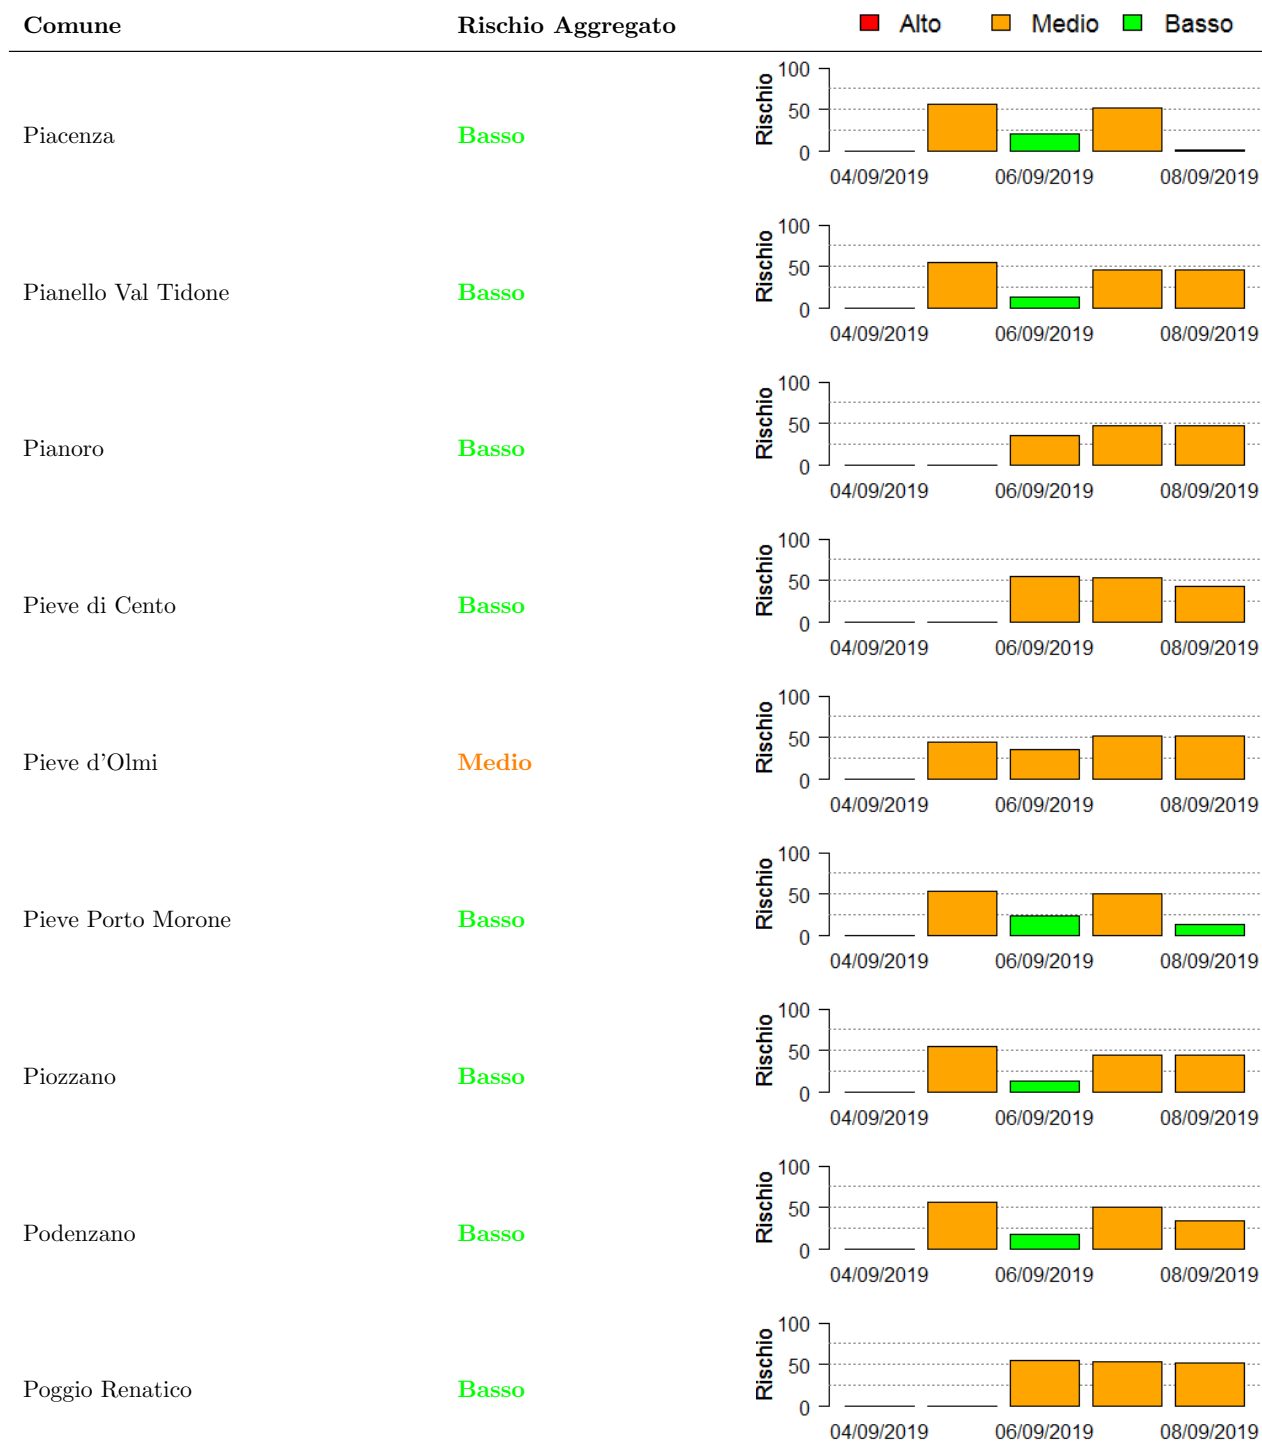 Comune Rischio Aggregato Alto Medio Basso
Piacenza Basso Rischio 100 50 0
04/09/2019 06/09/2019 08/09/2019
Pianello Val Tidone Basso Rischio 100 50 0
04/09/2019 06/09/2019 08/09/2019
Pianoro Basso Rischio 100 50 0
04/09/2019 06/09/2019 08/09/2019
Pieve di Cento Basso Rischio 100 50 0
04/09/2019 06/09/2019 08/09/2019
Pieve d'Olmi Medio Rischio 100 50 0
04/09/2019 06/09/2019 08/09/2019
Pieve Porto Morone Basso Rischio 100 50 0
04/09/2019 06/09/2019 08/09/2019
Piozzano Basso Rischio 100 50 0
04/09/2019 06/09/2019 08/09/2019
Podenzano Basso Rischio 100 50 0
04/09/2019 06/09/2019 08/09/2019
Poggio Renatico Basso Rischio 100 50 0
04/09/2019 06/09/2019 08/09/2019